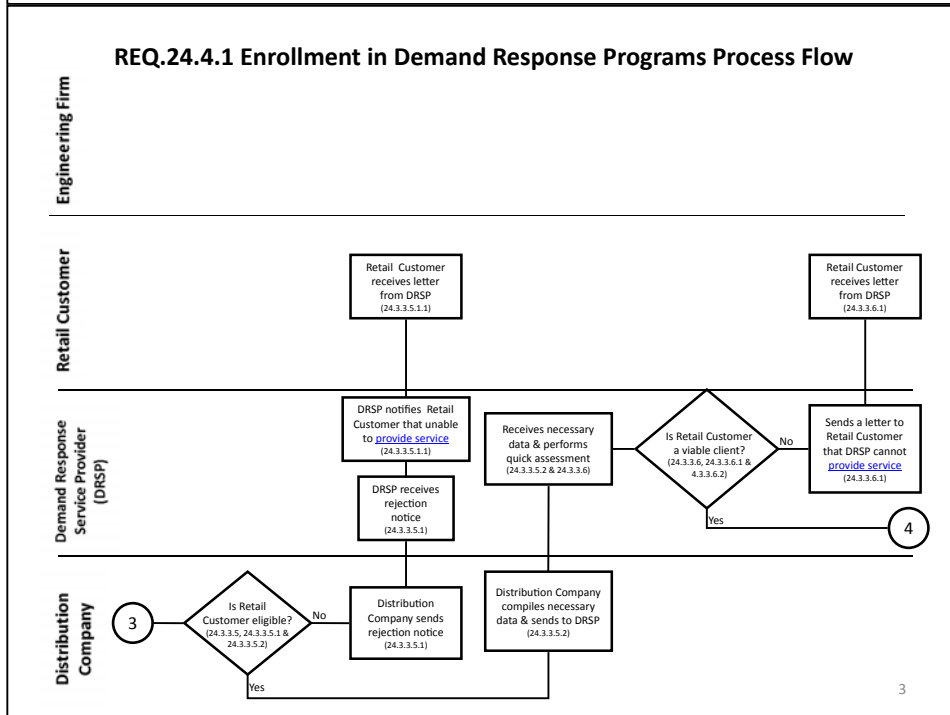 REQ.24.4.1 Enrollment in Demand Response Programs Process Flow
Engineering Firm
Retail Customer
Retail Customer
receives letter
from DRSP
(24.3.3.5.1.1)
Retail Customer
receives letter
from DRSP
(24.3.3.6.1)
Demand Response
Service Provider
(DRSP)
DRSP notifies Retail
Customer that unable
to provide service
(24.3.3.5.1.1)
DRSP receives
rejection
notice
(24.3.3.5.1)
Receives necessary
data & performs
quick assessment
(24.3.3.5.2 & 24.3.3.6)
Is Retail Customer
a viable client?
(24.3.3.6, 24.3.3.6.1 &
4.3.3.6.2)
No
Yes
Sends a letter to
Retail Customer
that DRSP cannot
provide service
(24.3.3.6.1)
4
Distribution
Company
3
Is Retail
Customer eligible?
(24.3.3.5, 24.3.3.5.1 &
24.3.3.5.2)
No
Yes
Distribution
Company sends
rejection notice
(24.3.3.5.1)
Distribution Company
compiles necessary
data & sends to DRSP
(24.3.3.5.2)
3